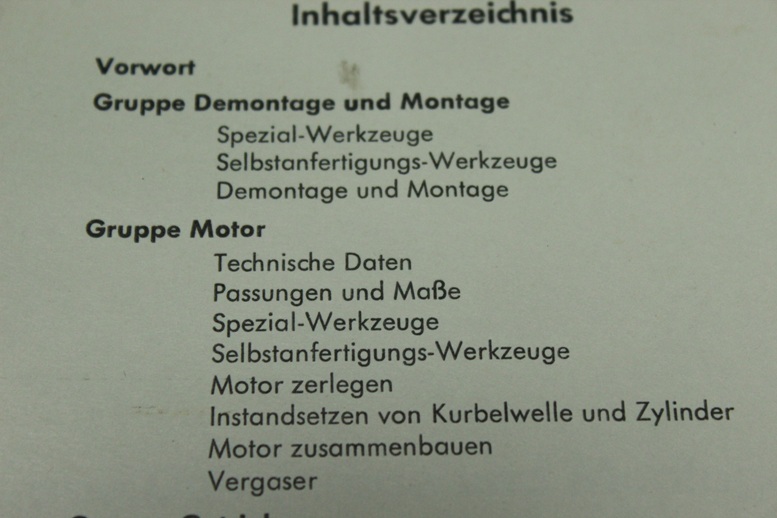 Inhaltsverzeichnis
Vorwort
Gruppe Demontage und Montage
Spezial-Werkzeuge
Selbstanfertigungs-Werkzeuge
Demontage und Montage
Gruppe Motor
Technische Daten
Passungen und Maße
Spezial-Werkzeuge
Selbstanfertigungs-Werkzeuge
Motor zerlegen
Instandsetzen von Kurbelwelle und Zylinder
Motor zusammenbauen
Vergaser